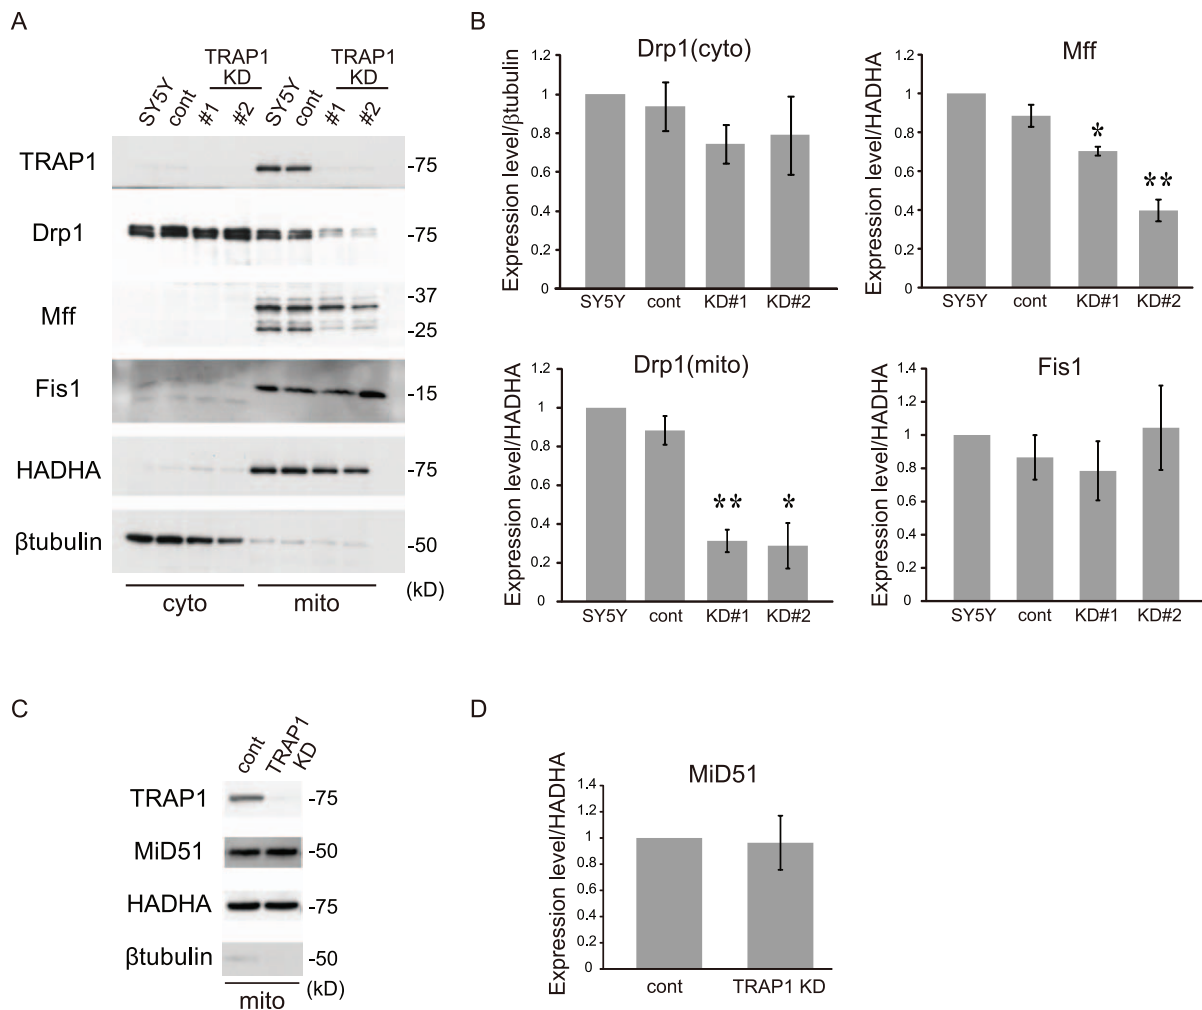 A
TRAP1
KD
TRAP1
KD
SY5Y
cont
#1
#2
SY5Y
cont
#1
#2
TRAP1
-75
Drp1
-75
Mff
-37
-25
Fis1
-15
HADHA
-75
βtubulin
-50
cyto
mito
(kD)
B
Drp1(cyto)
Expression level/βtubulin
1.2
1
0.8
0.6
0.4
0.2
0
SY5Y cont KD#1 KD#2
Mff
Expression level/HADHA
1.2
1
0.8
0.6
0.4
0.2
0
*
**
SY5Y cont KD#1 KD#2
Drp1(mito)
Expression level/HADHA
1.2
1
0.8
0.6
0.4
0.2
0
**
*
SY5Y cont KD#1 KD#2
Fis1
Expression level/HADHA
1.4
1.2
1
0.8
0.6
0.4
0.2
0
SY5Y cont KD#1 KD#2
C
cont
TRAP1
KD
TRAP1
-75
MiD51
-50
HADHA
-75
βtubulin
-50
mito
(kD)
D
MiD51
Expression level/HADHA
1.4
1.2
1
0.8
0.6
0.4
0.2
0
cont TRAP1 KD